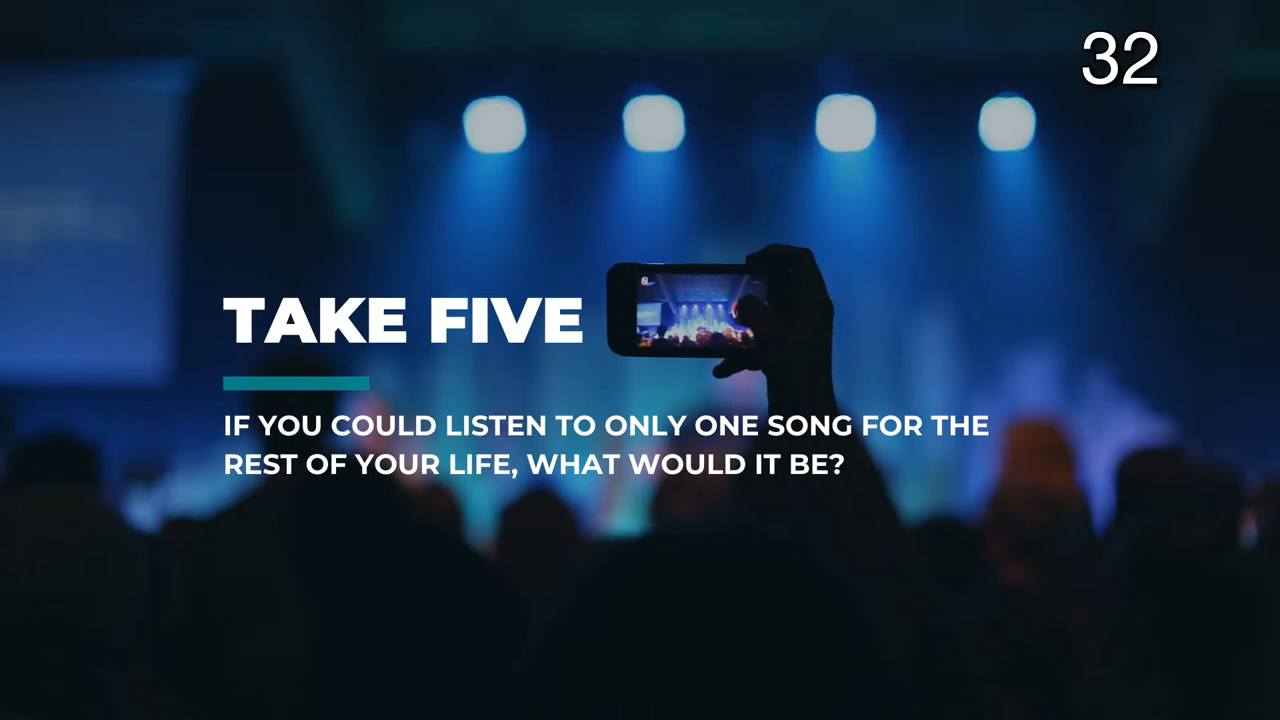 32
TAKE FIVE
IF YOU COULD LISTEN TO ONLY ONE SONG FOR THE
REST OF YOUR LIFE, WHAT WOULD IT BE?